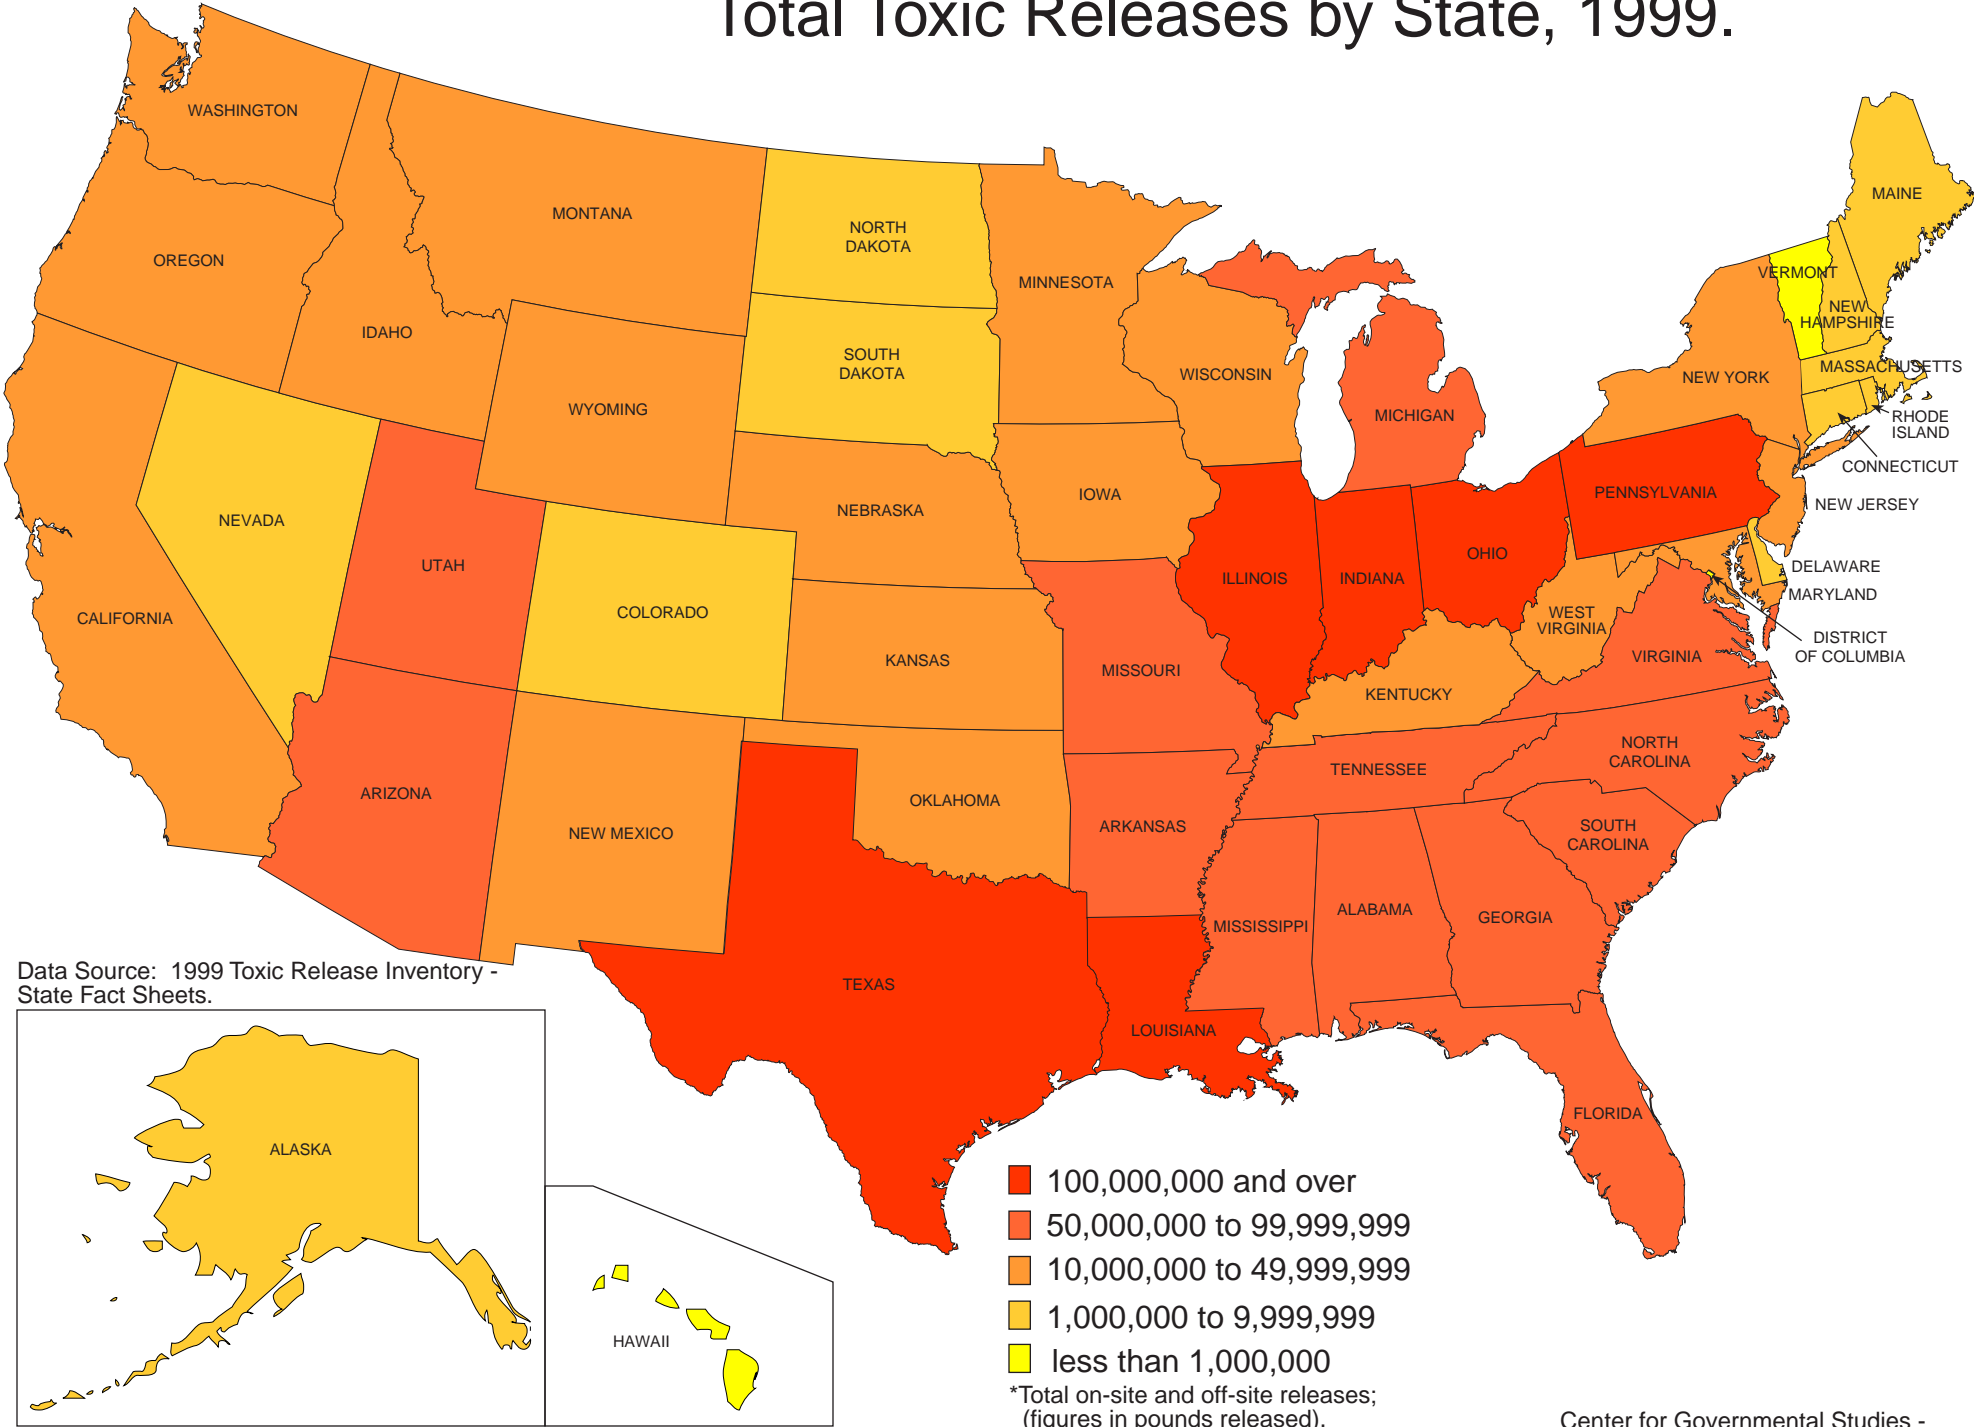 Total Toxic Releases by State, 1999.
WASHINGTON
MONTANA
NORTH
DAKOTA
MINNESOTA
MAINE
OREGON
IDAHO
WYOMING
SOUTH
DAKOTA
WISCONSIN
MICHIGAN
NEW YORK
VERMONT
NEW
HAMPSHIRE
MASSACHUSETTS
RHODE
ISLAND
CONNECTICUT
NEW JERSEY
PENNSYLVANIA
NEVADA
UTAH
COLORADO
NEBRASKA
IOWA
ILLINOIS
INDIANA
OHIO
DELAWARE
MARYLAND
DISTRICT
OF COLUMBIA
WEST
VIRGINIA
VIRGINIA
CALIFORNIA
KANSAS
MISSOURI
KENTUCKY
ARIZONA
NEW MEXICO
OKLAHOMA
ARKANSAS
TENNESSEE
NORTH
CAROLINA
SOUTH
CAROLINA
TEXAS
LOUISIANA
MISSISSIPPI
ALABAMA
GEORGIA
FLORIDA
Data Source: 1999 Toxic Release Inventory -
State Fact Sheets.
ALASKA
HAWAII
100,000,000 and over
50,000,000 to 99,999,999
10,000,000 to 49,999,999
1,000,000 to 9,999,999
less than 1,000,000
*Total on-site and off-site releases;
(figures in pounds released).
Center for Governmental Studies -